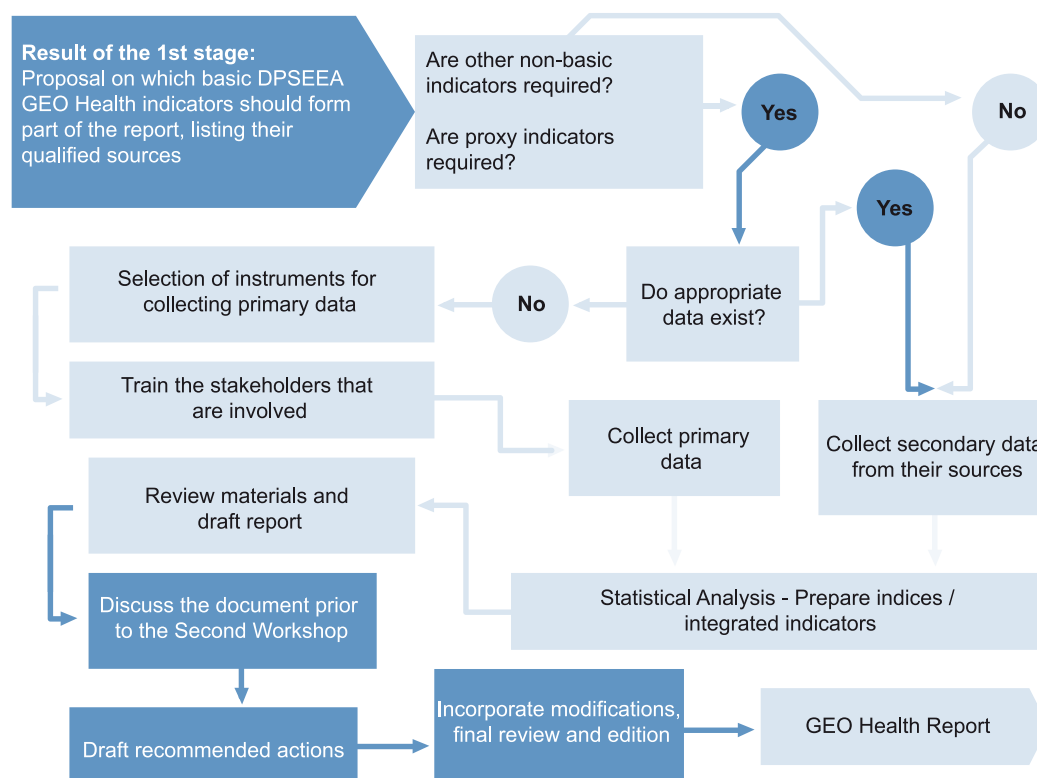 Result of the 1st stage:
Proposal on which basic DPSEEA
GEO Health indicators should form
part of the report, listing their
qualified sources
Are other non-basic
indicators required?
Are proxy indicators
required?
Yes
No
Yes
Selection of instruments for
collecting primary data
No
Do appropriate
data exist?
Train the stakeholders that
are involved
Collect primary
data
Collect secondary data
from their sources
Review materials and
draft report
Statistical Analysis - Prepare indices /
integrated indicators
Discuss the document prior
to the Second Workshop
Draft recommended actions
Incorporate modifications,
final review and edition
GEO Health Report